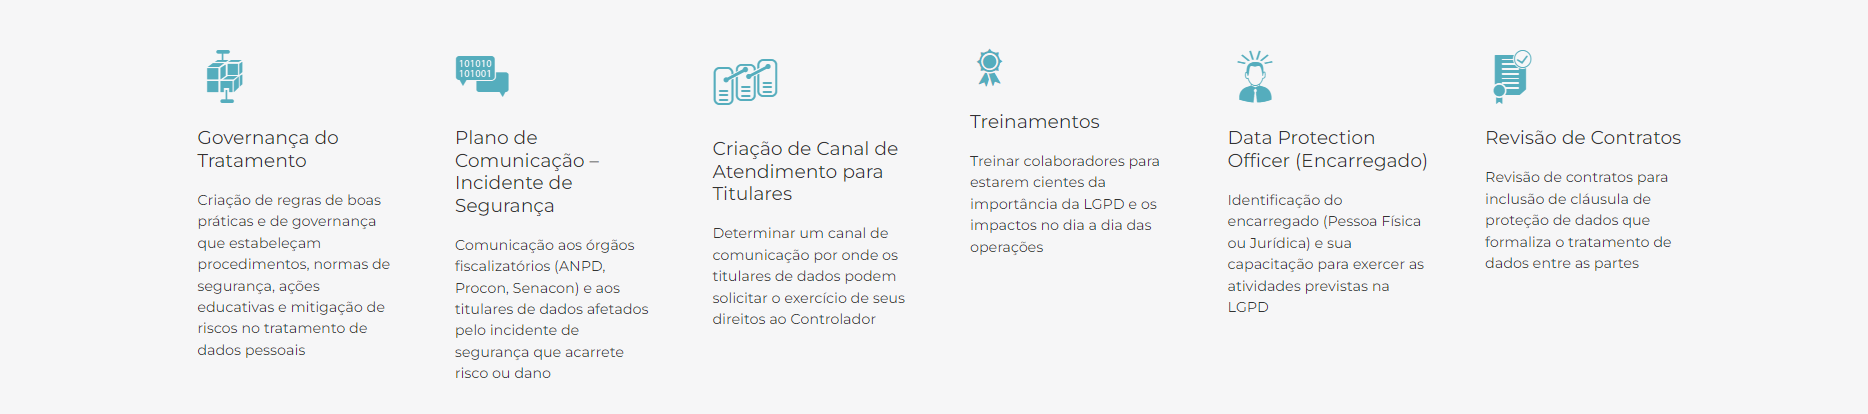 101010
101001
Governança do
Tratamento
Criação de regras de boas
práticas e de governança
que estabeleçam
procedimentos, normas de
segurança, ações
educativas e mitigação de
riscos no tratamento de
dados pessoais
Plano de
Comunicação –
Incidente de
Segurança
Comunicação aos órgãos
fiscalizatórios (ANPD,
Procon, Senacon) e aos
titulares de dados afetados
pelo incidente de
segurança que acarrete
risco ou dano
Criação de Canal de
Atendimento para
Titulares
Determinar um canal de
comunicação por onde os
titulares de dados podem
solicitar o exercício de seus
direitos ao Controlador
Treinamentos
Treinar colaboradores para
estarem cientes da
importância da LGPD e os
impactos no dia a dia das
operações
Data Protection
Officer (Encarregado)
Identificação do
encarregado (Pessoa Física
ou Jurídica) e sua
capacitação para exercer as
atividades previstas na
LGPD
Revisão de Contratos
Revisão de contratos para
inclusão de cláusula de
proteção de dados que
formaliza o tratamento de
dados entre as partes